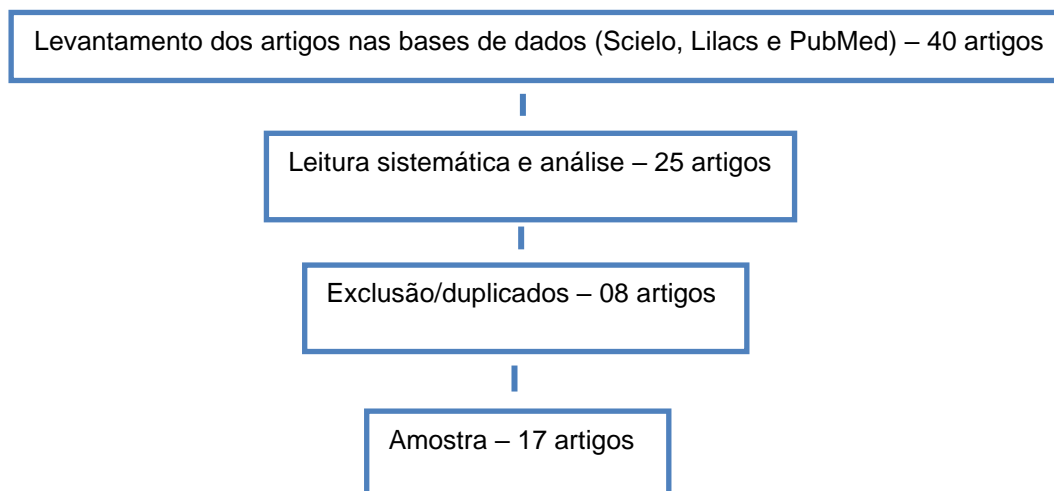 Levantamento dos artigos nas bases de dados (Scielo, Lilacs e PubMed) – 40 artigos
Leitura sistemática e análise – 25 artigos
Exclusão/duplicados – 08 artigos
Amostra – 17 artigos